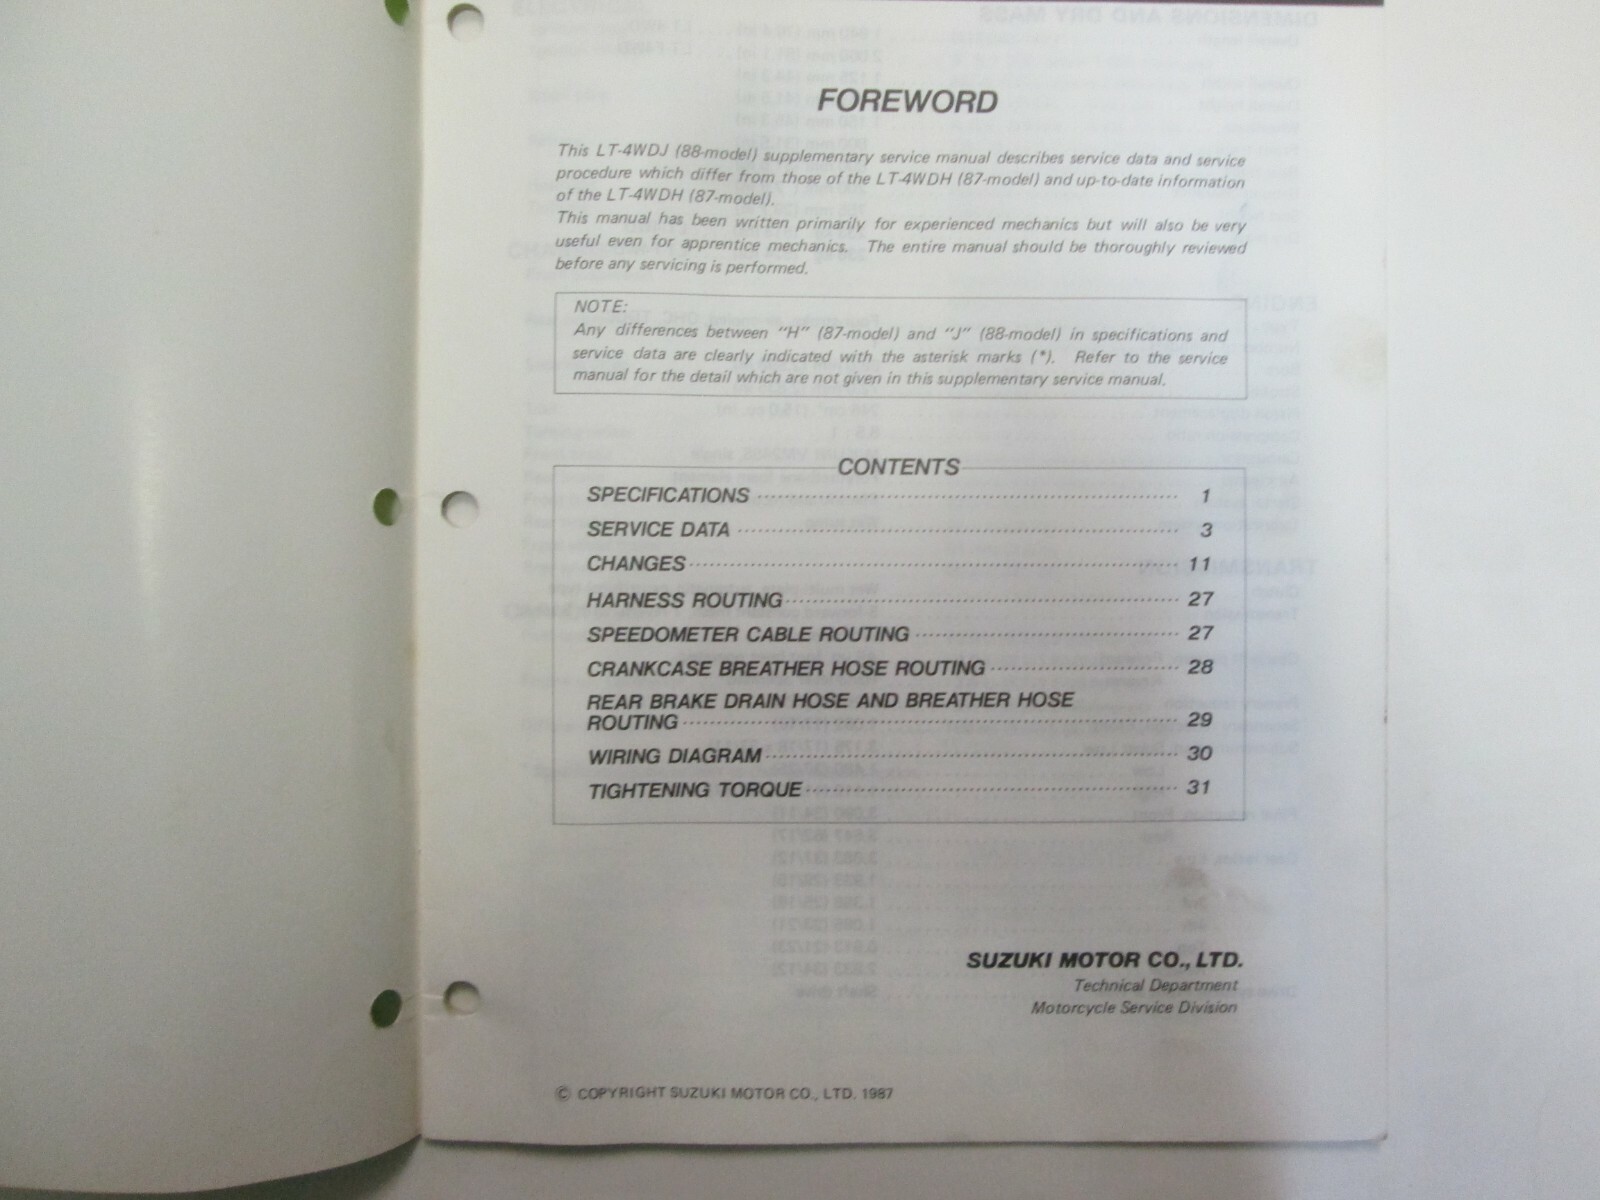 FOREWORD
This LT-4WDJ (88-model) supplementary service manual describes service data and service
procedure which differ from those of the LT-4WDH (87-model) and up-to-date information
of the LT-4WDH (87-model).
This manual has been written primarily for experienced mechanics but will also be very
useful even for apprentice mechanics. The entire manual should be thoroughly reviewed
before any servicing is performed.
NOTE:
Any differences between "H" (87-model) and "J" (88-model) in specifications and
service data are clearly indicated with the asterisk marks (*). Refer to the service
manual for the detail which are not given in this supplementary service manual.
CONTENTS
SPECIFICATIONS 1
SERVICE DATA 3
CHANGES 11
HARNESS ROUTING 27
SPEEDOMETER CABLE ROUTING 27
CRANKCASE BREATHER HOSE ROUTING 28
REAR BRAKE DRAIN HOSE AND BREATHER HOSE
ROUTING 29
WIRING DIAGRAM 30
TIGHTENING TORQUE 31
SUZUKI MOTOR CO., LTD.
Technical Department
Motorcycle Service Division
© COPYRIGHT SUZUKI MOTOR CO., LTD. 1987